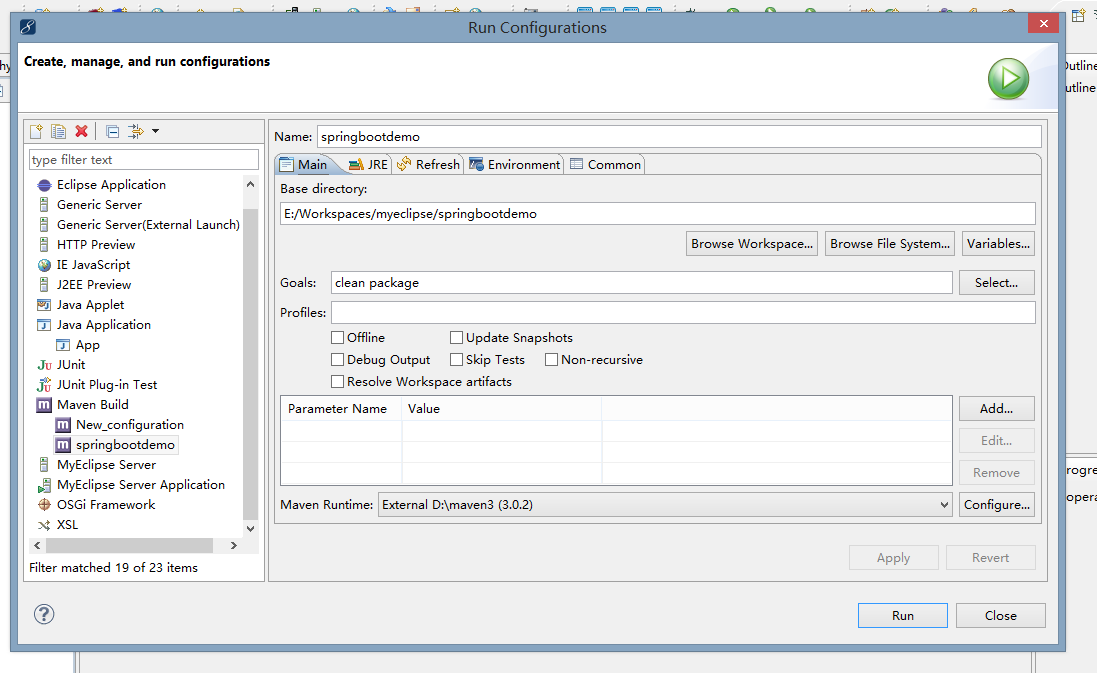 Run Configurations
Create, manage, and run configurations
type filter text
Eclipse Application
Generic Server
Generic Server(External Launch)
HTTP Preview
IE JavaScript
J2EE Preview
Java Applet
Java Application
App
JUnit
JUnit Plug-in Test
Maven Build
New_configuration
springbootdemo
MyEclipse Server
MyEclipse Server Application
OSGi Framework
XSL
Filter matched 19 of 23 items
Name: springbootdemo
Main JRE Refresh Environment Common
Base directory:
E:/Workspaces/myeclipse/springbootdemo
Browse Workspace... Browse File System... Variables...
Goals: clean package Select...
Profiles:
Offline Update Snapshots
Debug Output Skip Tests Non-recursive
Resolve Workspace artifacts
Parameter Name Value Add...
Edit...
Remove
Maven Runtime: External D:\maven3 (3.0.2) Configure...
Apply Revert
Run Close
Outline
utline
rogre
opera